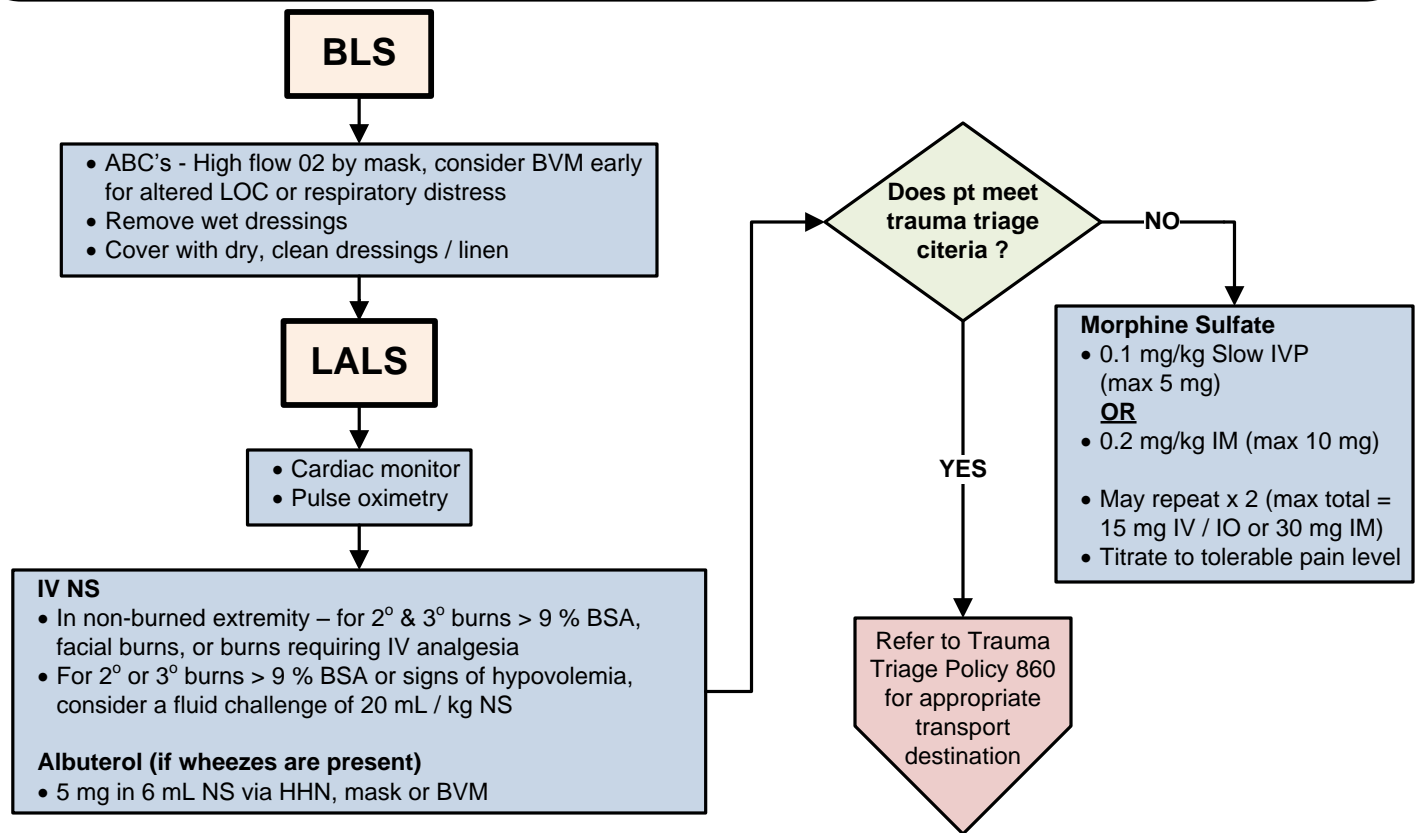 BLS
• ABC's - High flow 02 by mask, consider BVM early
for altered LOC or respiratory distress
• Remove wet dressings
• Cover with dry, clean dressings / linen
LALS
• Cardiac monitor
• Pulse oximetry
IV NS
• In non-burned extremity – for 2° & 3° burns > 9 % BSA,
facial burns, or burns requiring IV analgesia
• For 2° or 3° burns > 9 % BSA or signs of hypovolemia,
consider a fluid challenge of 20 mL / kg NS
Albuterol (if wheezes are present)
• 5 mg in 6 mL NS via HHN, mask or BVM
Does pt meet
trauma triage
citeria ?
NO
Morphine Sulfate
• 0.1 mg/kg Slow IVP
(max 5 mg)
OR
• 0.2 mg/kg IM (max 10 mg)
• May repeat x 2 (max total =
15 mg IV / IO or 30 mg IM)
• Titrate to tolerable pain level
YES
Refer to Trauma
Triage Policy 860
for appropriate
transport
destination